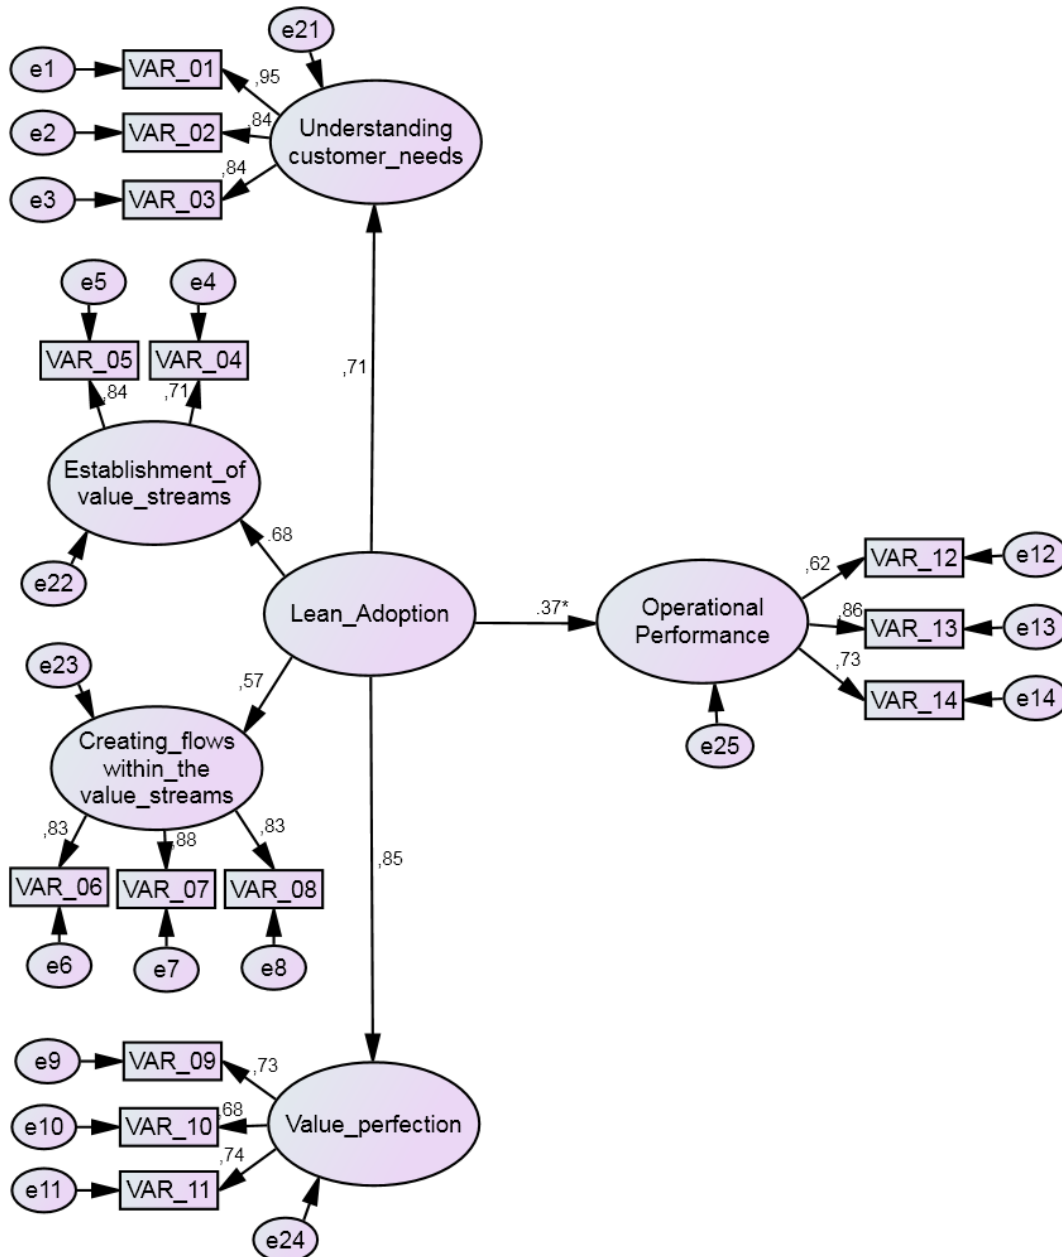 e21
e1
VAR_01
,95
e2
VAR_02
,84
Understanding
customer_needs
e3
VAR_03
,84
e5
e4
VAR_05
VAR_04
,84
,71
,71
Establishment_of
value_streams
e22
.68
Lean_Adoption
.37*
Operational
Performance
,62
VAR_12
e12
,86
VAR_13
e13
,73
VAR_14
e14
e25
e23
,57
Creating_flows
within_the
value_streams
,83
,88
,83
VAR_06
VAR_07
VAR_08
e6
e7
e8
,85
e9
VAR_09
,73
e10
VAR_10
,68
Value_perfection
e11
VAR_11
,74
e24